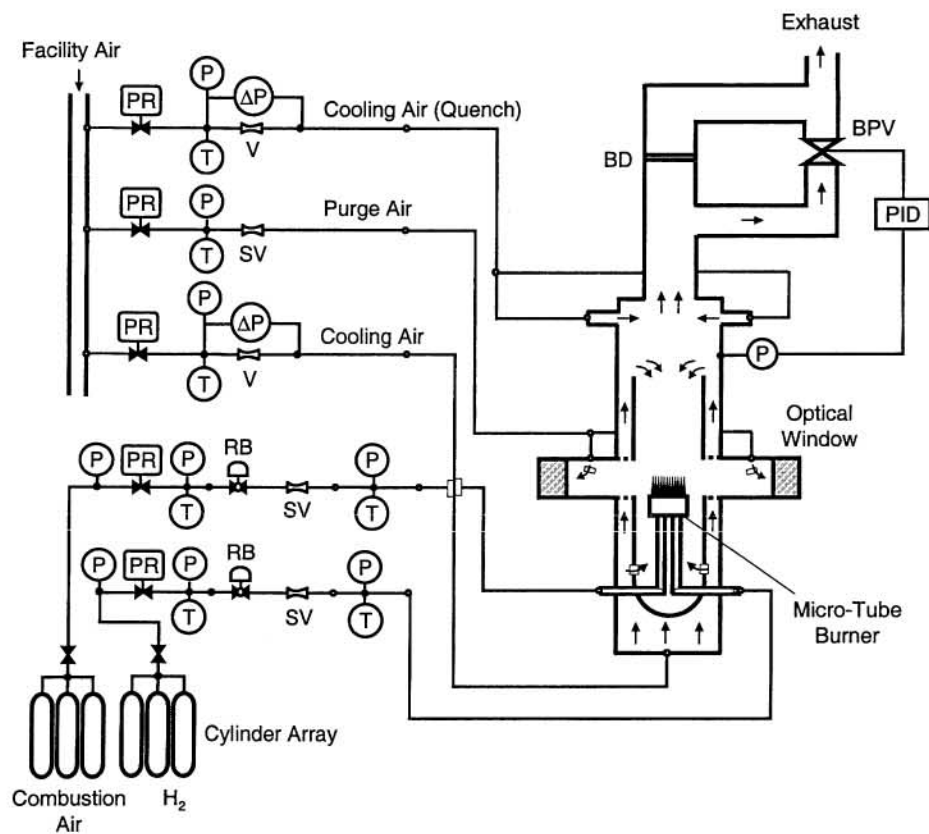 Exhaust
Facility Air
P
PR
ΔP
Cooling Air (Quench)
T
V
BD
BPV
PID
P
PR
Purge Air
T
SV
P
PR
ΔP
Cooling Air
T
V
P
Optical
Window
P
PR
P
RB
P
T
SV
T
P
PR
P
RB
P
T
SV
T
Micro-Tube
Burner
Cylinder Array
Combustion
Air
H₂